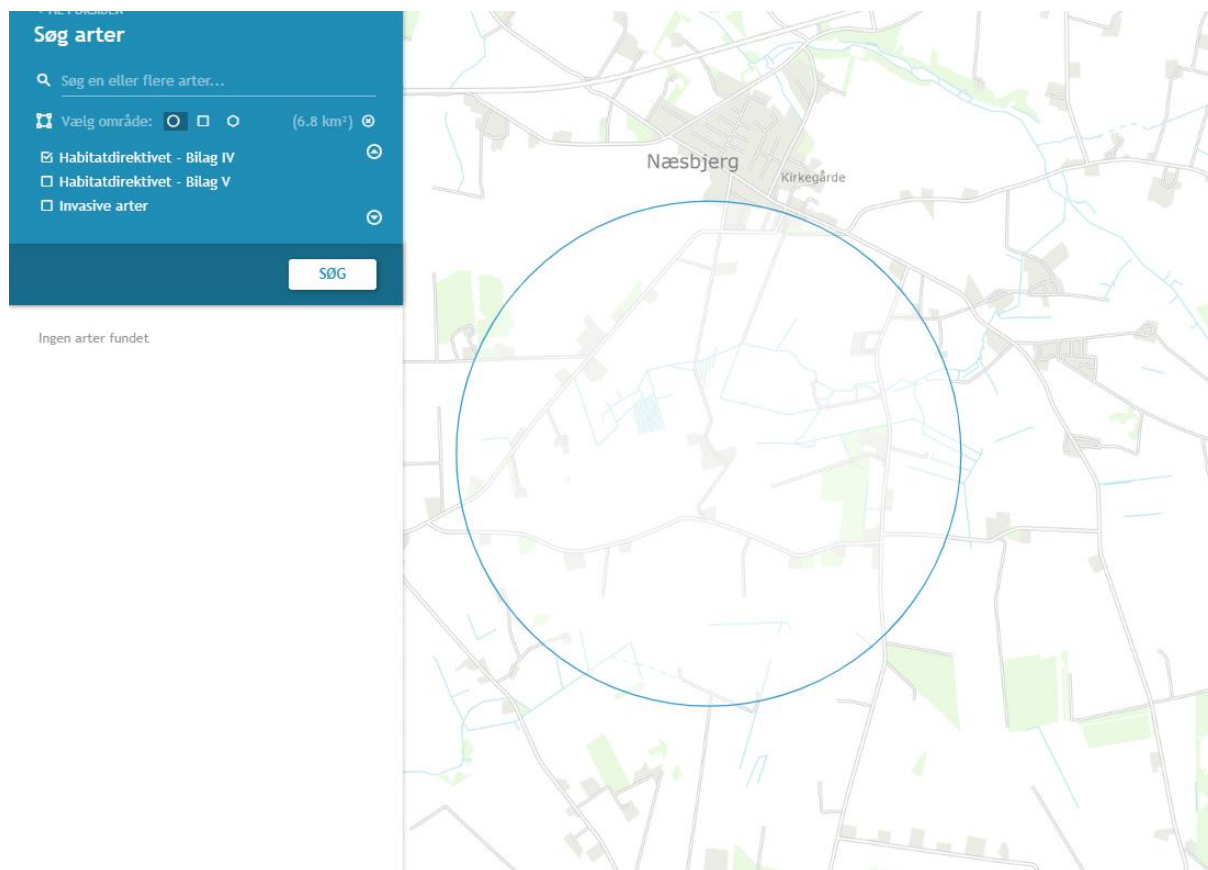 Søg arter
Søg en eller flere arter...
Vælg område: (6.8 km²)
Habitatdirektivet - Bilag IV
Habitatdirektivet - Bilag V
Invasive arter
SØG
Ingen arter fundet
Næsbjerg
Kirkegårde